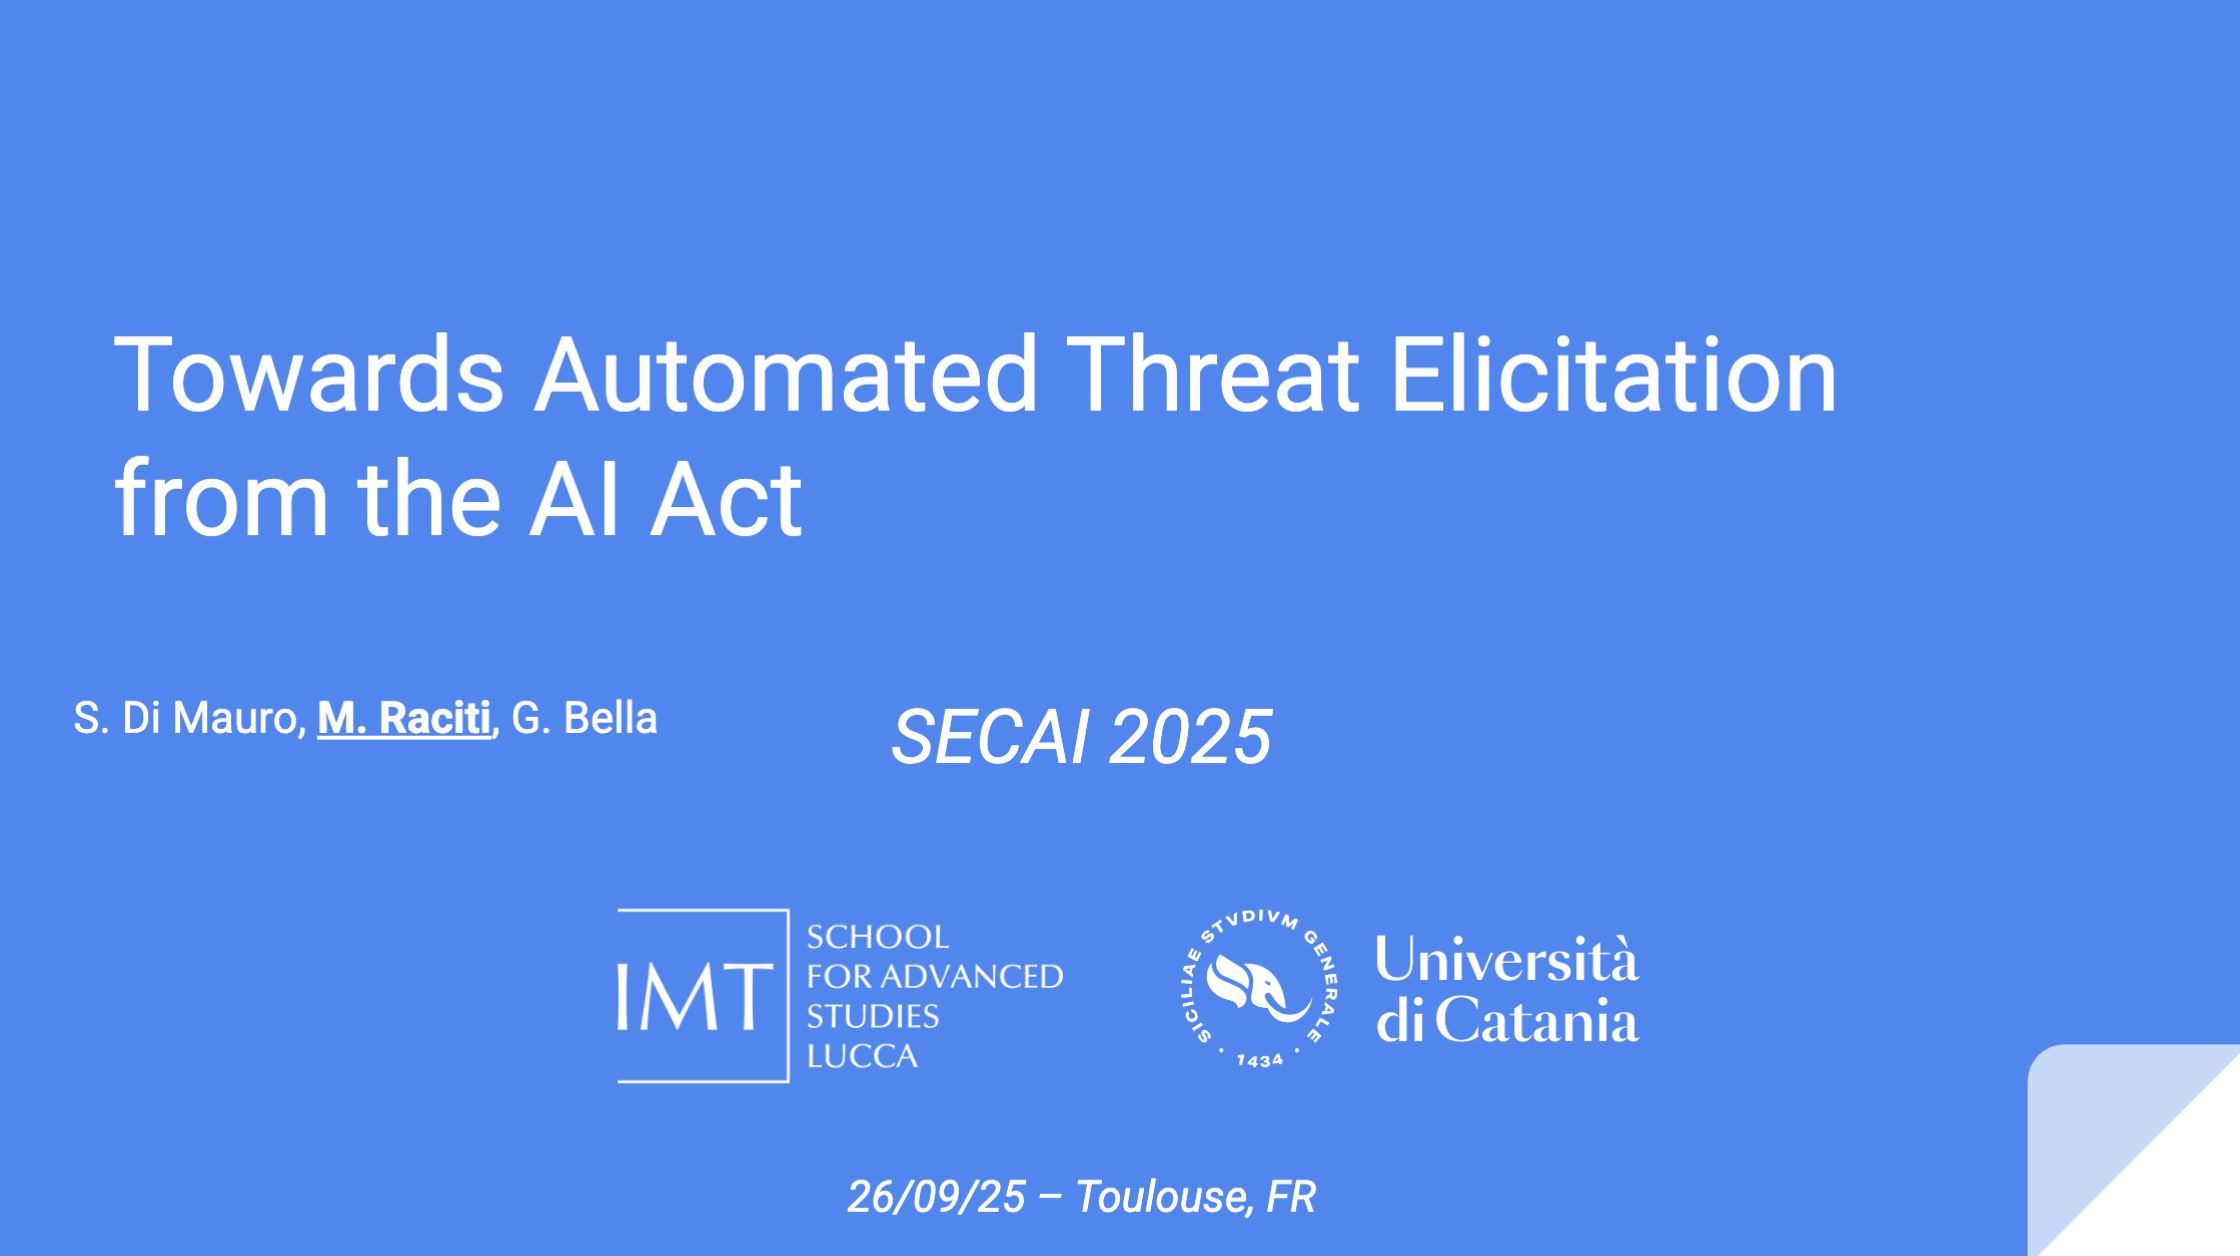 Towards Automated Threat Elicitation
from the AI Act
S. Di Mauro, M. Raciti, G. Bella
SECAI 2025
IMT
SCHOOL
FOR ADVANCED
STUDIES
LUCCA
SICILIAE STVDIVM GENERALE
· 1434 ·
Università
di Catania
26/09/25 – Toulouse, FR